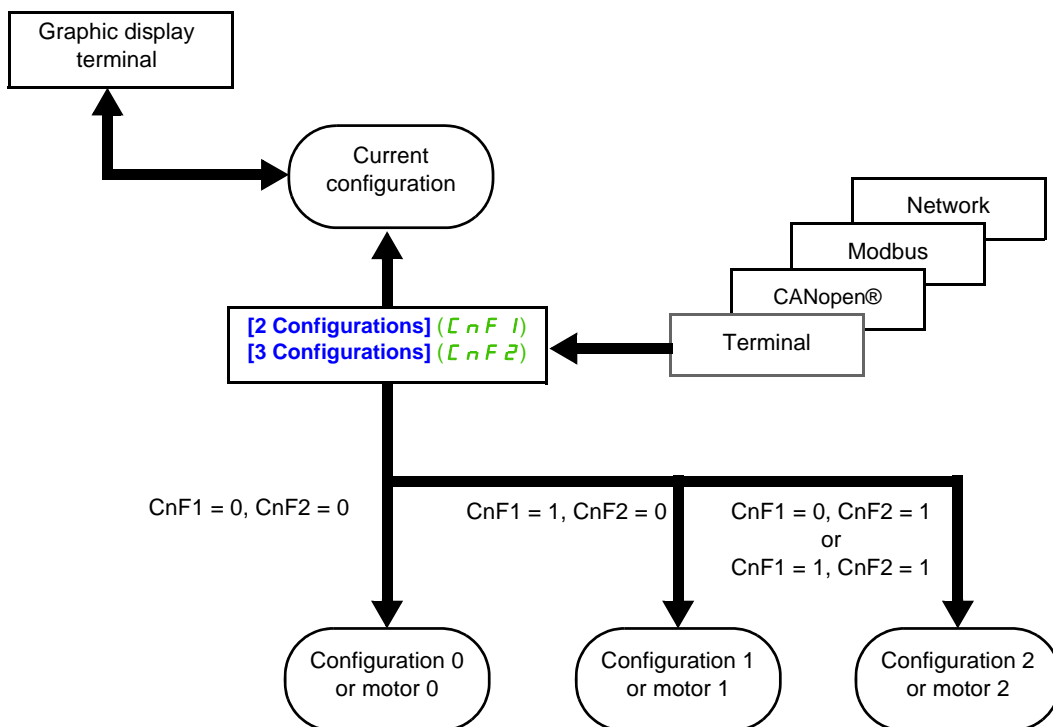 Graphic display
terminal
Current
configuration
Network
Modbus
CANopen®
Terminal
[2 Configurations] (CnF1)
[3 Configurations] (CnF2)
CnF1 = 0, CnF2 = 0
CnF1 = 1, CnF2 = 0
CnF1 = 0, CnF2 = 1
or
CnF1 = 1, CnF2 = 1
Configuration 0
or motor 0
Configuration 1
or motor 1
Configuration 2
or motor 2